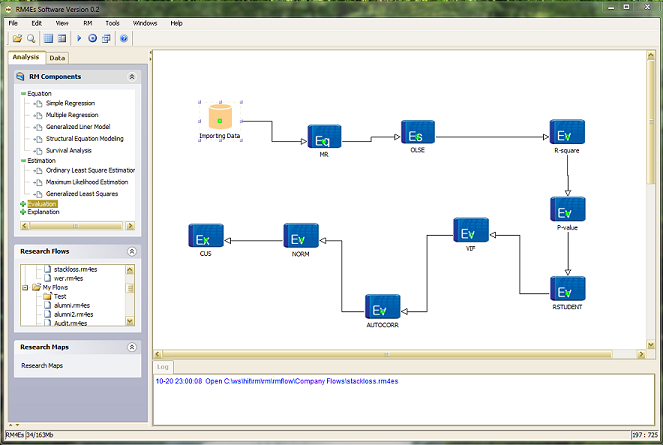 RM4Es Software Version 0.2
File Edit View RM Tools Windows Help
Analysis Data
RM Components
Equation
Simple Regression
Multiple Regression
Generalized Liner Model
Structural Equation Modeling
Survival Analysis
Estimation
Ordinary Least Square Estimation
Maximum Likelihood Estimation
Generalized Least Squares
Evaluation
Explanation
Research Flows
stackloss.rm4es
wer.rm4es
My Flows
Test
alumni.rm4es
alumni2.rm4es
Audit.rm4es
Research Maps
Research Maps
Importing Data
Eq
MR
Es
OLSE
Ev
R-square
Ev
P-value
Ev
RSTUDENT
Ev
VIF
Ev
AUTOCORR
Ev
NORM
Ex
CUS
Log
10-20 23:00:08 Open C:\ws\hit\rm\rm\rmflow\Company Flows\stackloss.rm4es
RM4Es 34/163Mb
197 : 725